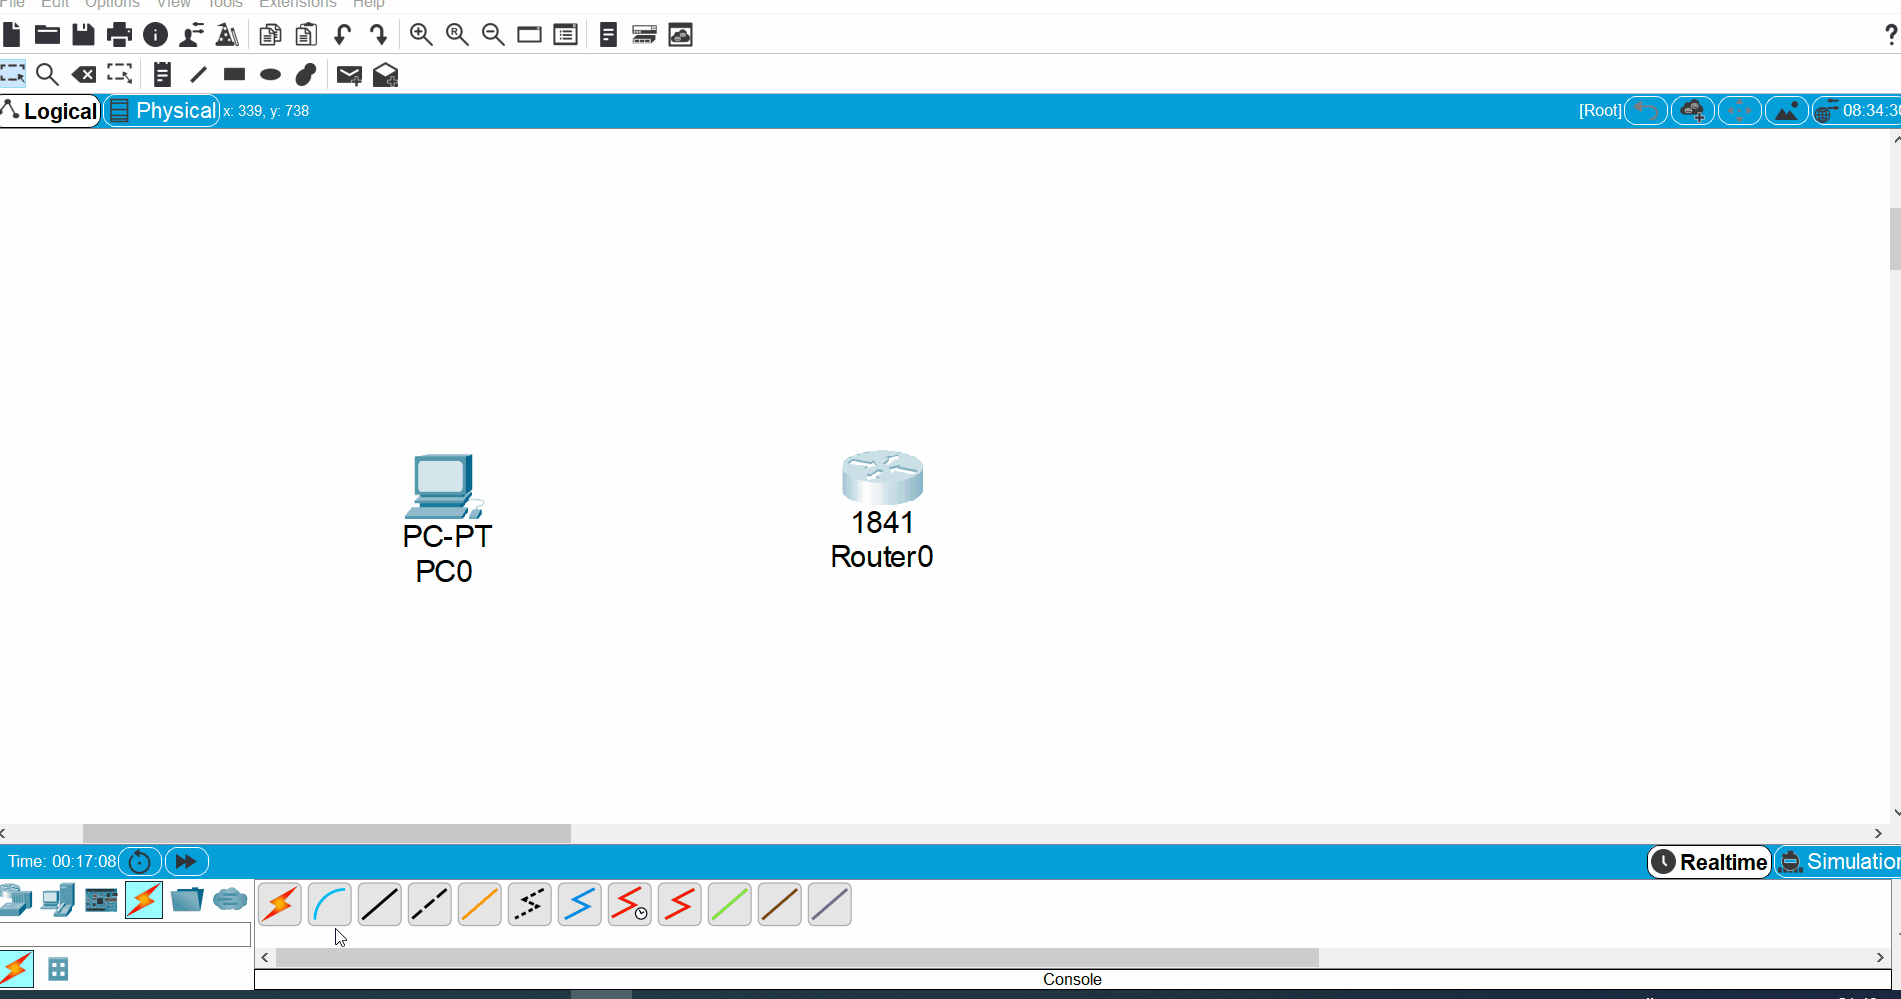 File Edit Options View Tools Extensions Help
?
Logical Physical x: 339, y: 738 [Root] 08:34:3
PC-PT
PC0
1841
Router0
Time: 00:17:08 Realtime Simulation
Console